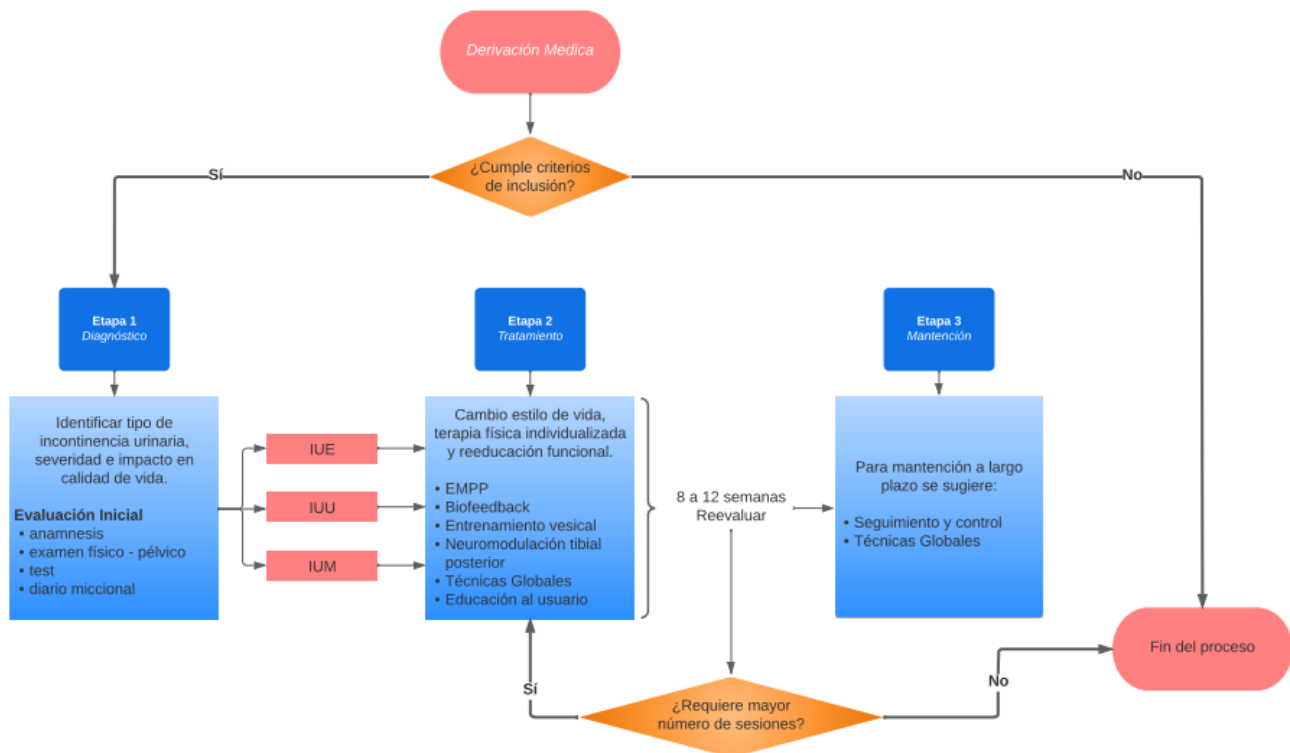 Derivación Medica
¿Cumple criterios
de inclusión?
Sí
No
Etapa 1
Diagnóstico
Etapa 2
Tratamiento
Etapa 3
Mantención
Identificar tipo de
incontinencia urinaria,
severidad e impacto en
calidad de vida.
Evaluación Inicial
• anamnesis
• examen físico - pélvico
• test
• diario miccional
IUE
IUU
IUM
Cambio estilo de vida,
terapia física individualizada
y reeducación funcional.
• EMPP
• Biofeedback
• Entrenamiento vesical
• Neuromodulación tibial
posterior
• Técnicas Globales
• Educación al usuario
8 a 12 semanas
Reevaluar
Para mantención a largo
plazo se sugiere:
• Seguimiento y control
• Técnicas Globales
¿Requiere mayor
número de sesiones?
Sí
No
Fin del proceso